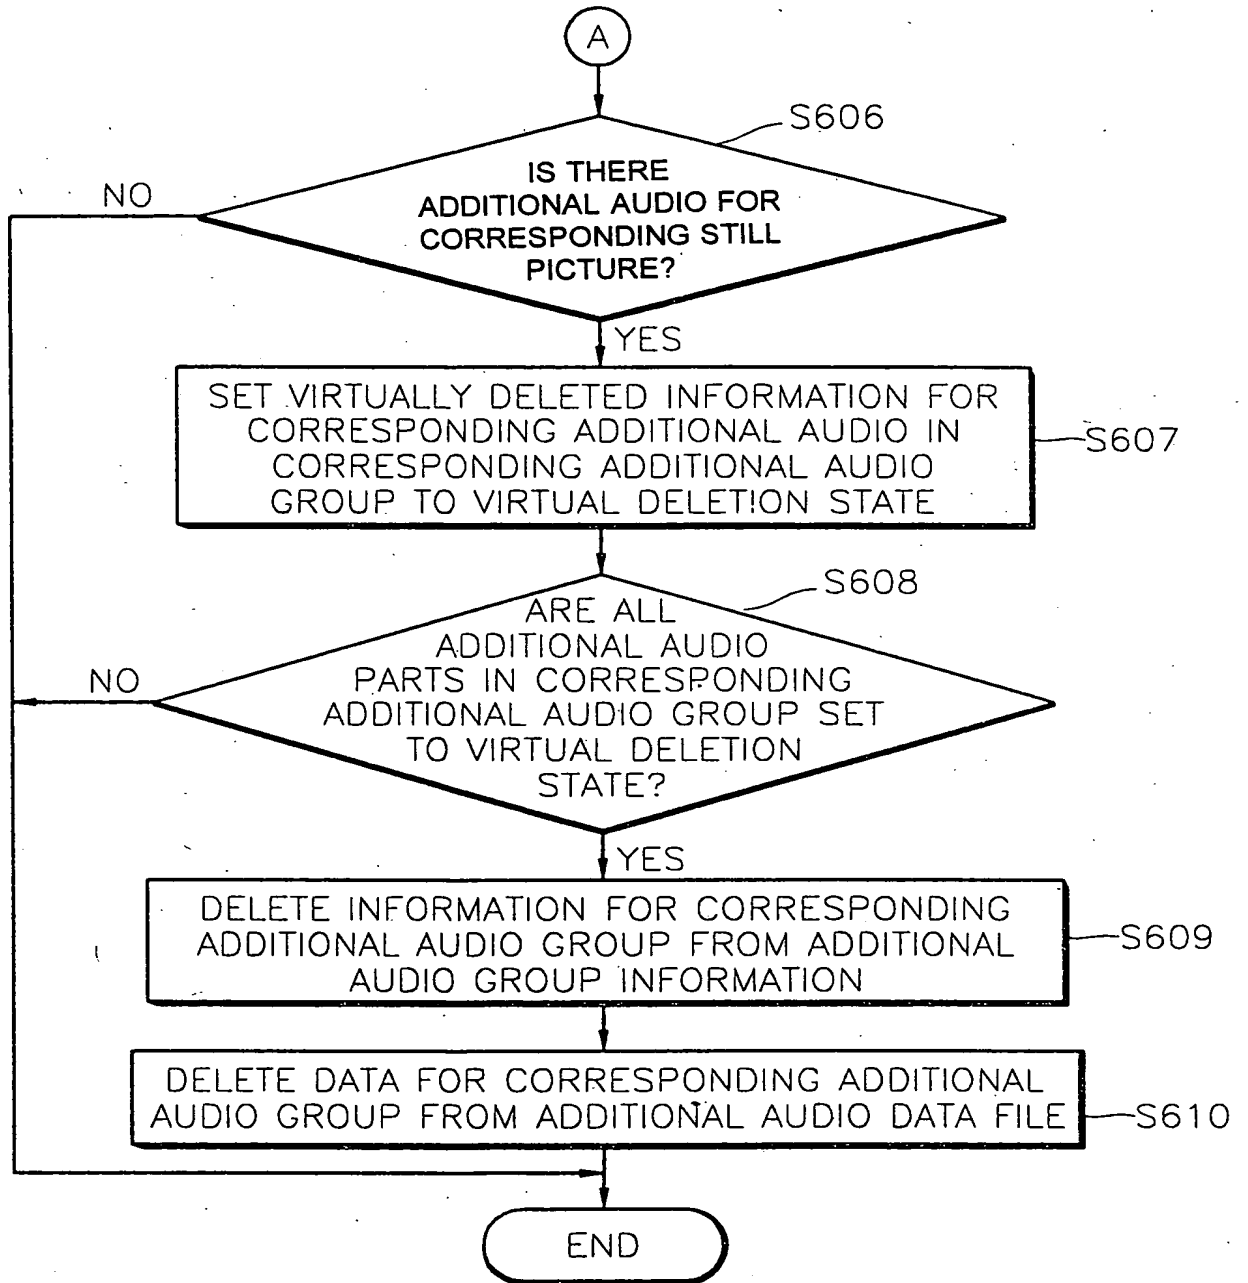 A
S606
IS THERE
ADDITIONAL AUDIO FOR
CORRESPONDING STILL
PICTURE?
NO
YES
SET VIRTUALLY DELETED INFORMATION FOR
CORRESPONDING ADDITIONAL AUDIO IN
CORRESPONDING ADDITIONAL AUDIO
GROUP TO VIRTUAL DELETION STATE
S607
S608
ARE ALL
ADDITIONAL AUDIO
PARTS IN CORRESPONDING
ADDITIONAL AUDIO GROUP SET
TO VIRTUAL DELETION
STATE?
NO
YES
DELETE INFORMATION FOR CORRESPONDING
ADDITIONAL AUDIO GROUP FROM ADDITIONAL
AUDIO GROUP INFORMATION
S609
DELETE DATA FOR CORRESPONDING ADDITIONAL
AUDIO GROUP FROM ADDITIONAL AUDIO DATA FILE
S610
END